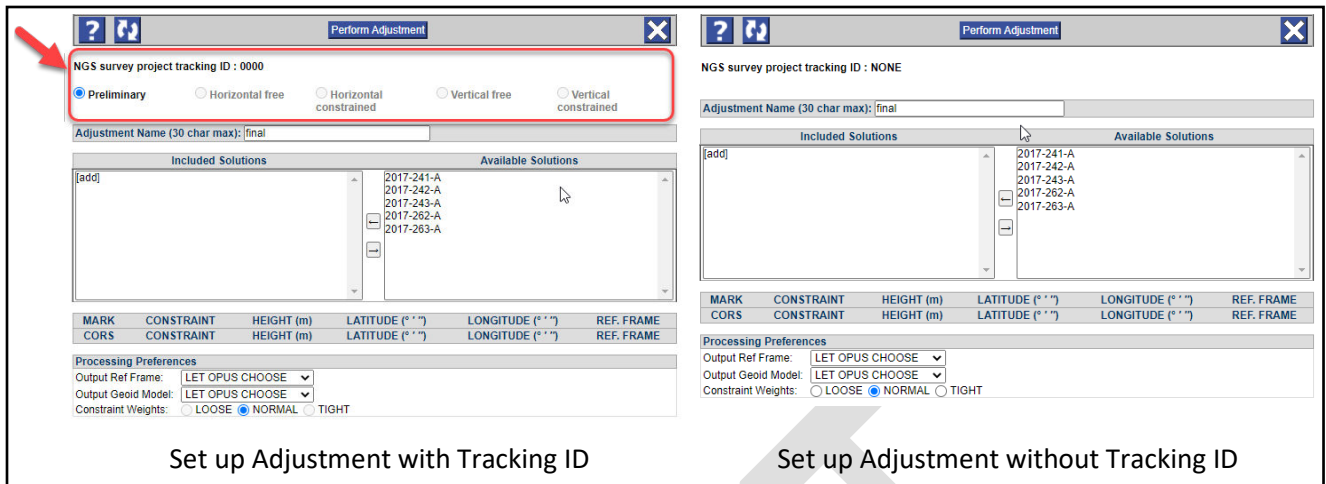 ? Perform Adjustment X
NGS survey project tracking ID : 0000
Preliminary Horizontal free Horizontal constrained Vertical free Vertical constrained
Adjustment Name (30 char max): final
Included Solutions Available Solutions
[add] 2017-241-A
2017-242-A
2017-243-A
2017-262-A
2017-263-A
←
→
MARK CONSTRAINT HEIGHT (m) LATITUDE (° ' ") LONGITUDE (° ' ") REF. FRAME
CORS CONSTRAINT HEIGHT (m) LATITUDE (° ' ") LONGITUDE (° ' ") REF. FRAME
Processing Preferences
Output Ref Frame: LET OPUS CHOOSE
Output Geoid Model: LET OPUS CHOOSE
Constraint Weights: LOOSE NORMAL TIGHT
Set up Adjustment with Tracking ID
? Perform Adjustment X
NGS survey project tracking ID : NONE
Adjustment Name (30 char max): final
Included Solutions Available Solutions
[add] 2017-241-A
2017-242-A
2017-243-A
2017-262-A
2017-263-A
←
→
MARK CONSTRAINT HEIGHT (m) LATITUDE (° ' ") LONGITUDE (° ' ") REF. FRAME
CORS CONSTRAINT HEIGHT (m) LATITUDE (° ' ") LONGITUDE (° ' ") REF. FRAME
Processing Preferences
Output Ref Frame: LET OPUS CHOOSE
Output Geoid Model: LET OPUS CHOOSE
Constraint Weights: LOOSE NORMAL TIGHT
Set up Adjustment without Tracking ID